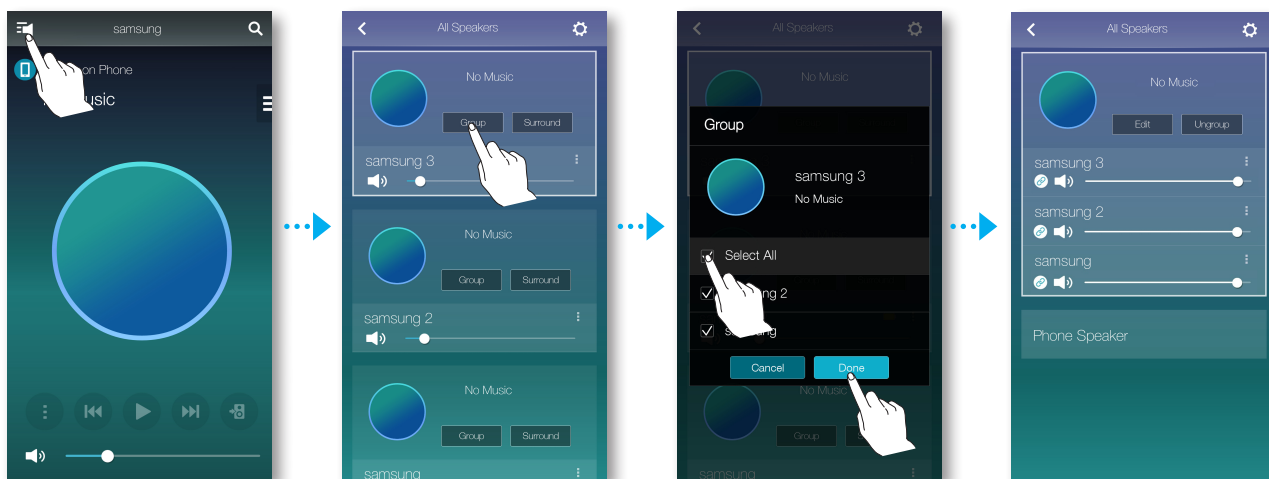 samsung
on Phone
usic
All Speakers
No Music
Group Surround
samsung 3
No Music
Group Surround
samsung 2
No Music
Group Surround
samsung
All Speakers
No Music
Group
samsung 3
No Music
Select All
ng 2
Cancel Done
No Music
Group
samsung
All Speakers
No Music
Edit Ungroup
samsung 3
samsung 2
samsung
Phone Speaker